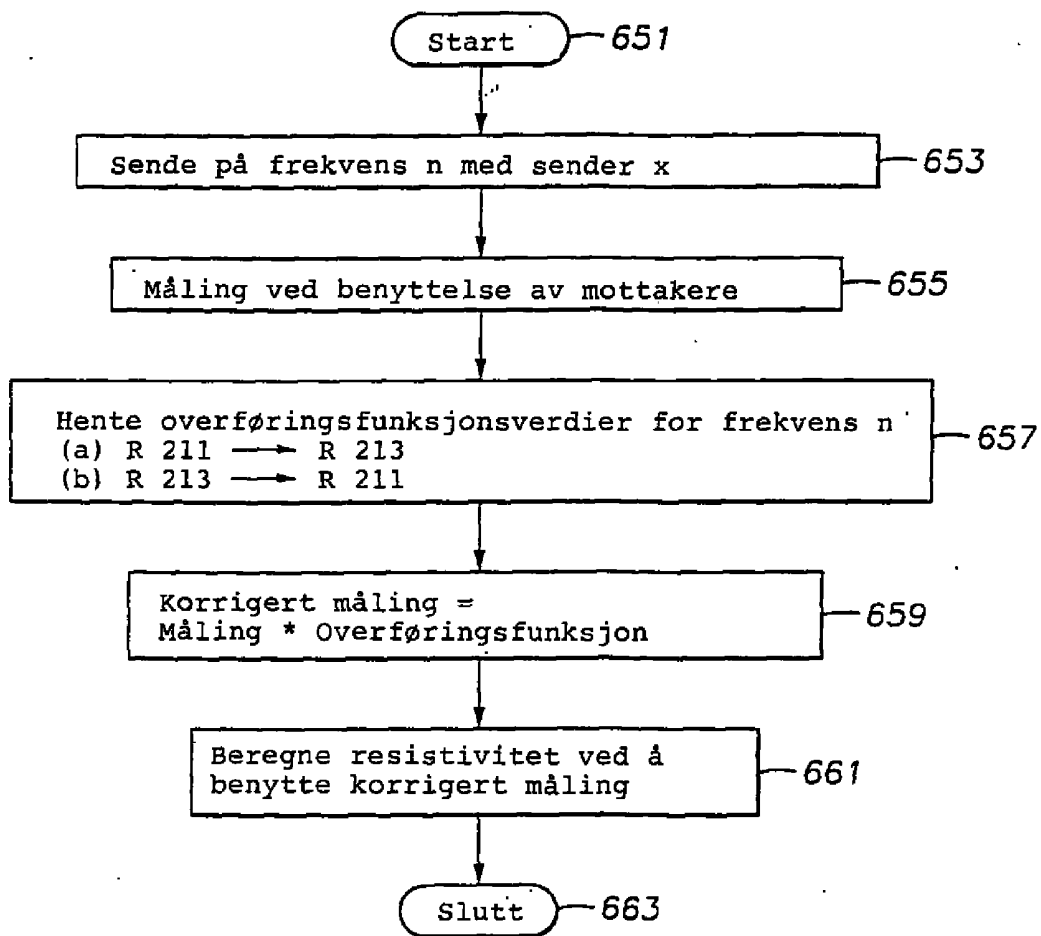 Start 651
Sende på frekvens n med sender x 653
Måling ved benyttelse av mottakere 655
Hente overføringsfunksjonsverdier for frekvens n
(a) R 211 → R 213
(b) R 213 → R 211
657
Korrigert måling =
Måling * Overføringsfunksjon
659
Beregne resistivitet ved å
benytte korrigert måling
661
Slutt 663